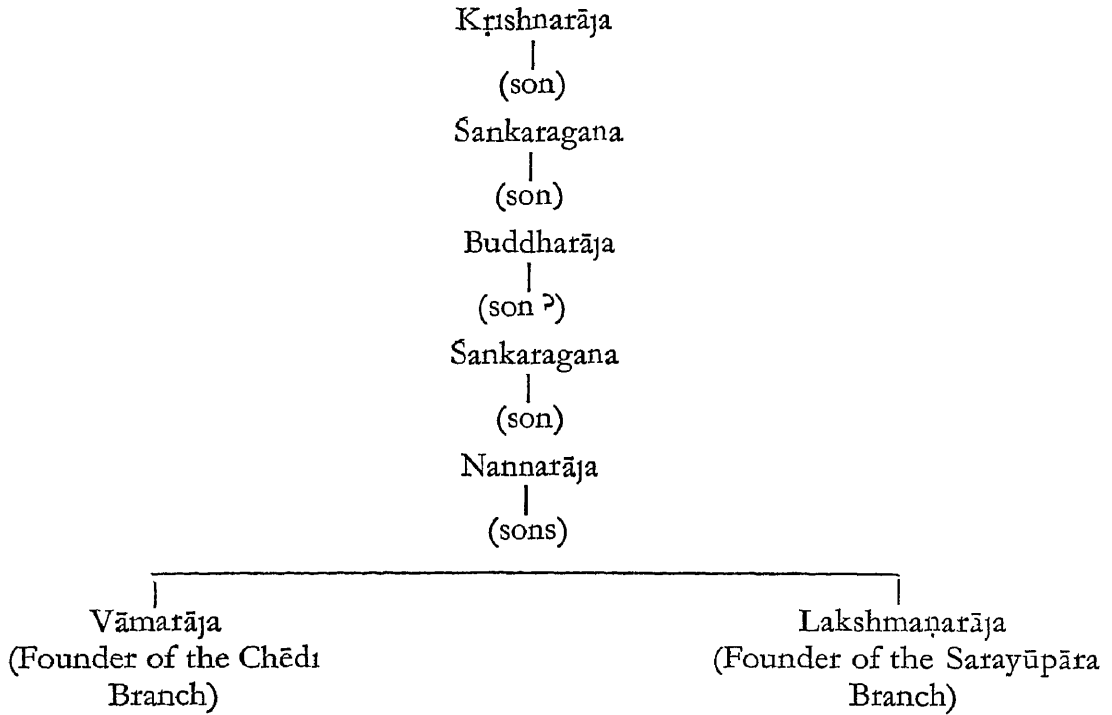 Kṛishnarāja
(son)
Śankaragana
(son)
Buddharāja
(son ?)
Śankaragana
(son)
Nannarāja
(sons)
Vāmarāja
(Founder of the Chēdi
Branch)
Lakshmaṇarāja
(Founder of the Sarayūpāra
Branch)